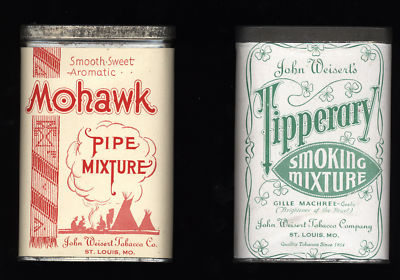 Smooth-Sweet
Aromatic
Mohawk
PIPE
MIXTURE
John Weisert Tobacco Co.
ST. LOUIS, MO.
John Weisert's
Tipperary
SMOKING
MIXTURE
GILLE MACHREE-Gaelic
(Brightener of the Heart)
John Weisert Tobacco Company
ST. LOUIS, MO.
Quality Tobaccos Since 1854